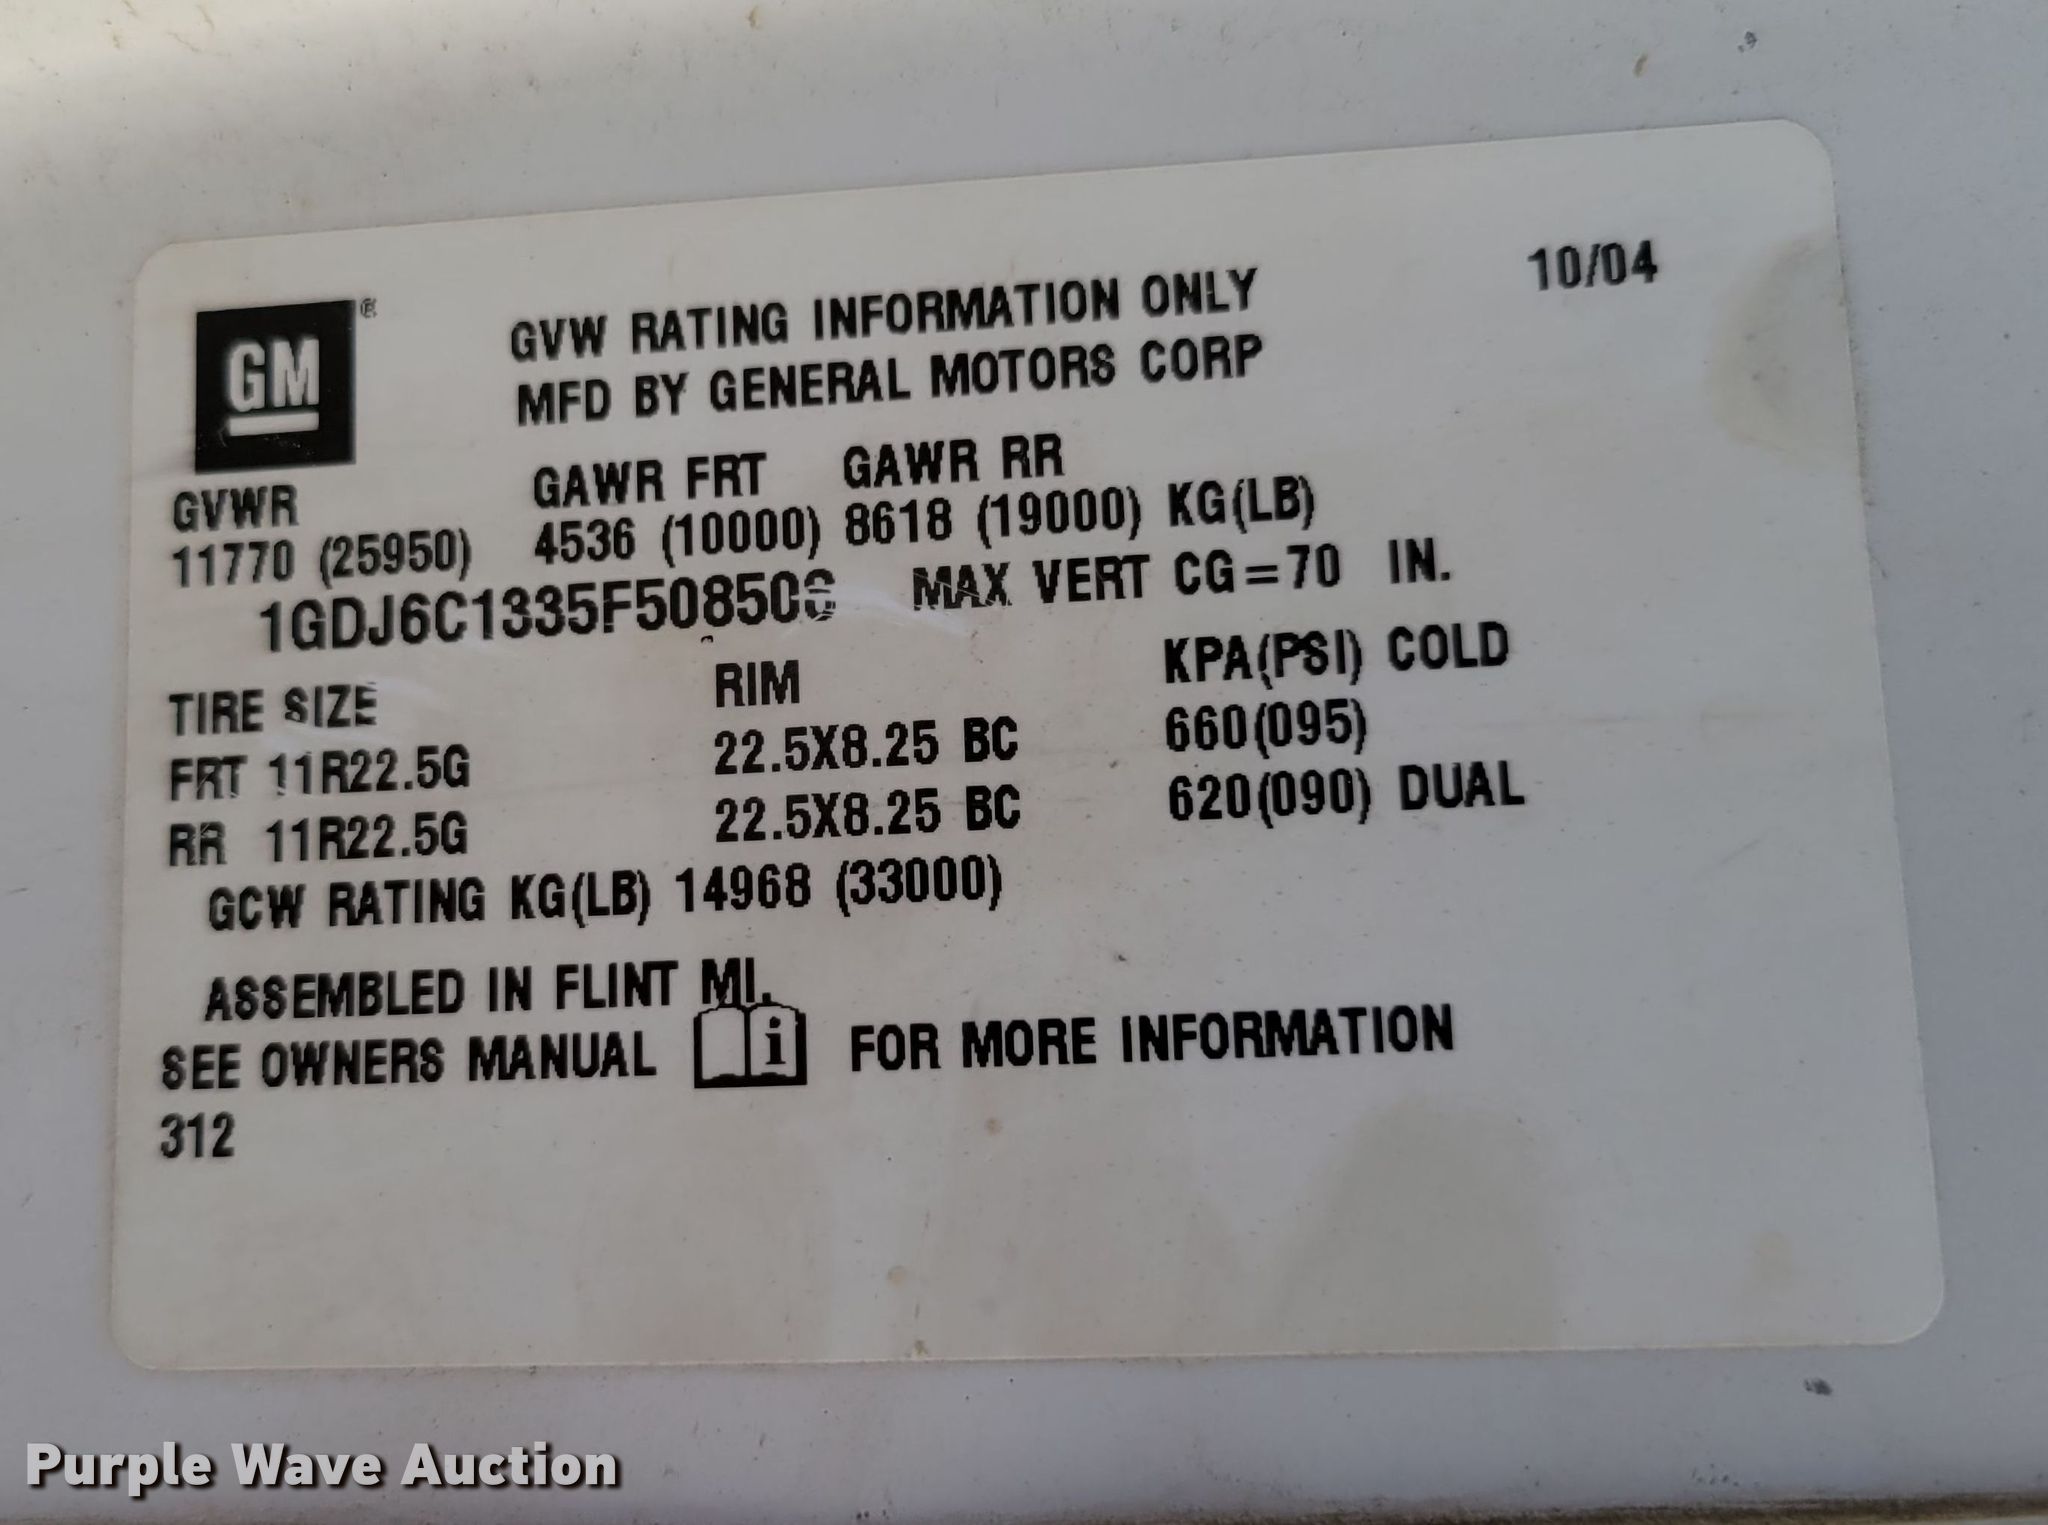 GM ®
GVW RATING INFORMATION ONLY 10/04
MFD BY GENERAL MOTORS CORP
GVWR GAWR FRT GAWR RR
11770 (25950) 4536 (10000) 8618 (19000) KG(LB)
1GDJ6C1335F508508 MAX VERT CG=70 IN.
TIRE SIZE RIM KPA(PSI) COLD
FRT 11R22.5G 22.5X8.25 BC 660(095)
RR 11R22.5G 22.5X8.25 BC 620(090) DUAL
GCW RATING KG(LB) 14968 (33000)
ASSEMBLED IN FLINT MI.
SEE OWNERS MANUAL i FOR MORE INFORMATION
312
Purple Wave Auction